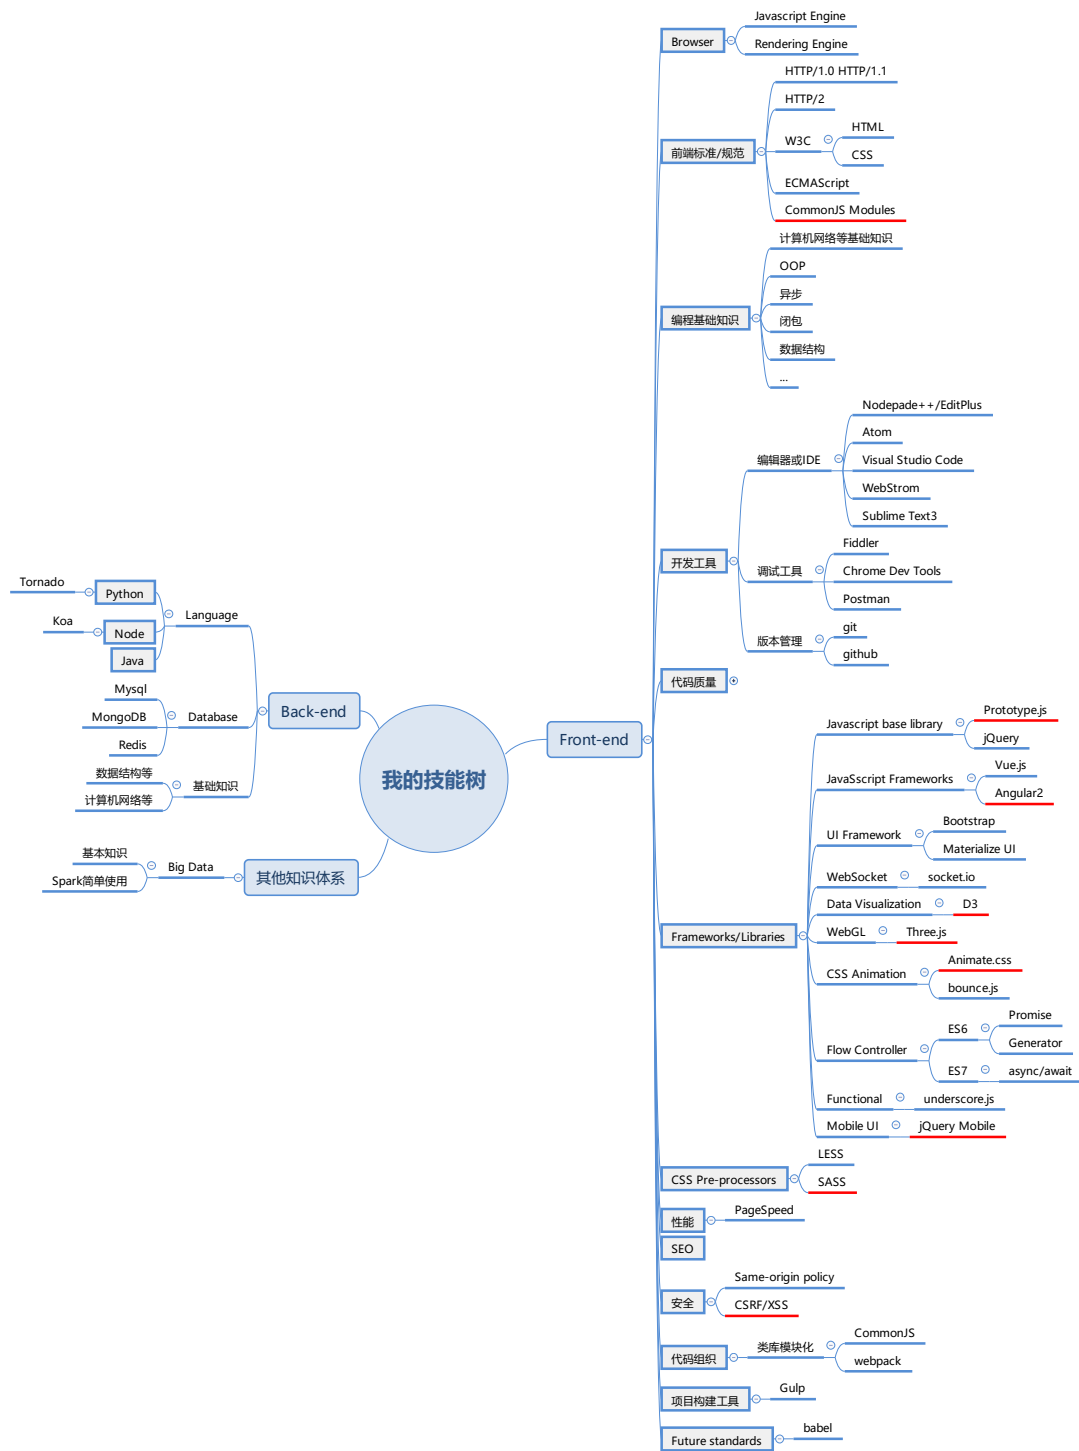 我的技能树
Front-end
Browser
Javascript Engine
Rendering Engine
前端标准/规范
HTTP/1.0 HTTP/1.1
HTTP/2
W3C
HTML
CSS
ECMAScript
CommonJS Modules
编程基础知识
计算机网络等基础知识
OOP
异步
闭包
数据结构
...
开发工具
编辑器或IDE
Nodepade++/EditPlus
Atom
Visual Studio Code
WebStrom
Sublime Text3
调试工具
Fiddler
Chrome Dev Tools
Postman
版本管理
git
github
代码质量
Frameworks/Libraries
Javascript base library
Prototype.js
jQuery
JavaSscript Frameworks
Vue.js
Angular2
UI Framework
Bootstrap
Materialize UI
WebSocket
socket.io
Data Visualization
D3
WebGL
Three.js
CSS Animation
Animate.css
bounce.js
Flow Controller
ES6
Promise
Generator
ES7
async/await
Functional
underscore.js
Mobile UI
jQuery Mobile
CSS Pre-processors
LESS
SASS
性能
PageSpeed
SEO
安全
Same-origin policy
CSRF/XSS
代码组织
类库模块化
CommonJS
webpack
项目构建工具
Gulp
Future standards
babel
Back-end
Language
Python
Tornado
Node
Koa
Java
Database
Mysql
MongoDB
Redis
基础知识
数据结构等
计算机网络等
其他知识体系
Big Data
基本知识
Spark简单使用